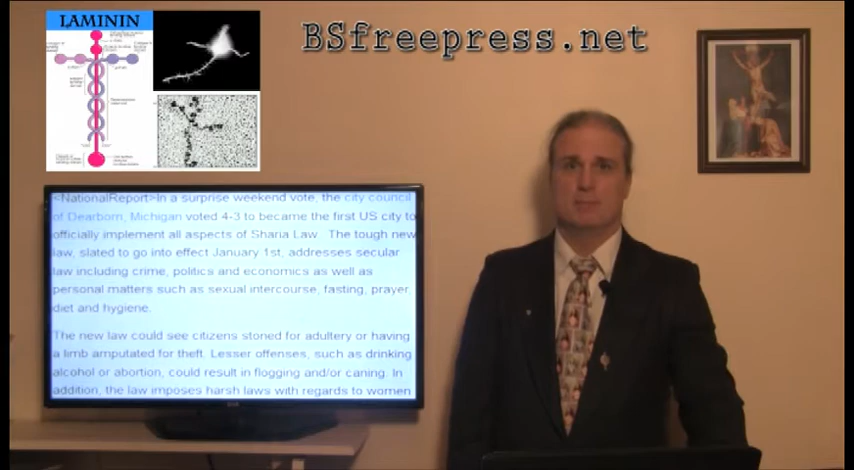 LAMININ
BSfreepress.net
<NationalReport>In a surprise weekend vote, the city council
of Dearborn, Michigan voted 4-3 to became the first US city to
officially implement all aspects of Sharia Law. The tough new
law, slated to go into effect January 1st, addresses secular
law including crime, politics and economics as well as
personal matters such as sexual intercourse, fasting, prayer
diet and hygiene.
The new law could see citizens stoned for adultery or having
a limb amputated for theft. Lesser offenses, such as drinking
alcohol or abortion, could result in flogging and/or caning. In
addition, the law imposes harsh laws with regards to women